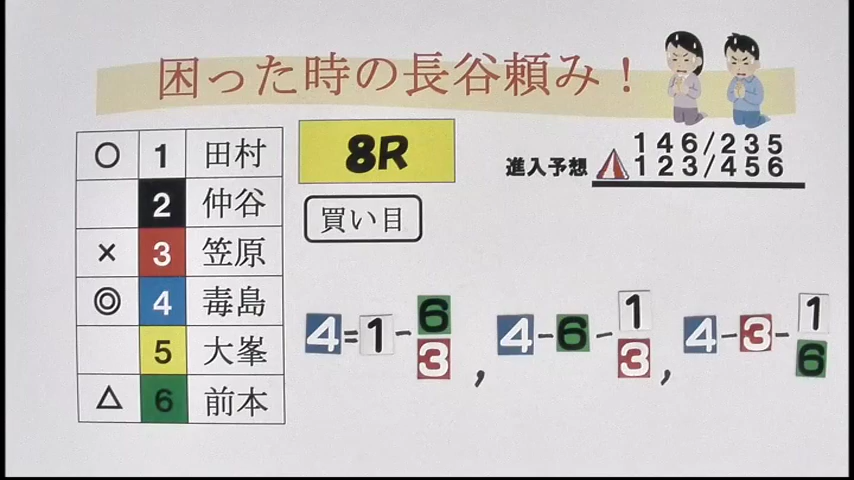 困った時の長谷頼み！
8R
進入予想 146/235
123/456
買い目
○ 1 田村
2 仲谷
× 3 笠原
◎ 4 毒島
5 大峯
△ 6 前本
4=1-6
3
, 4-6-1
3
, 4-3-1
6